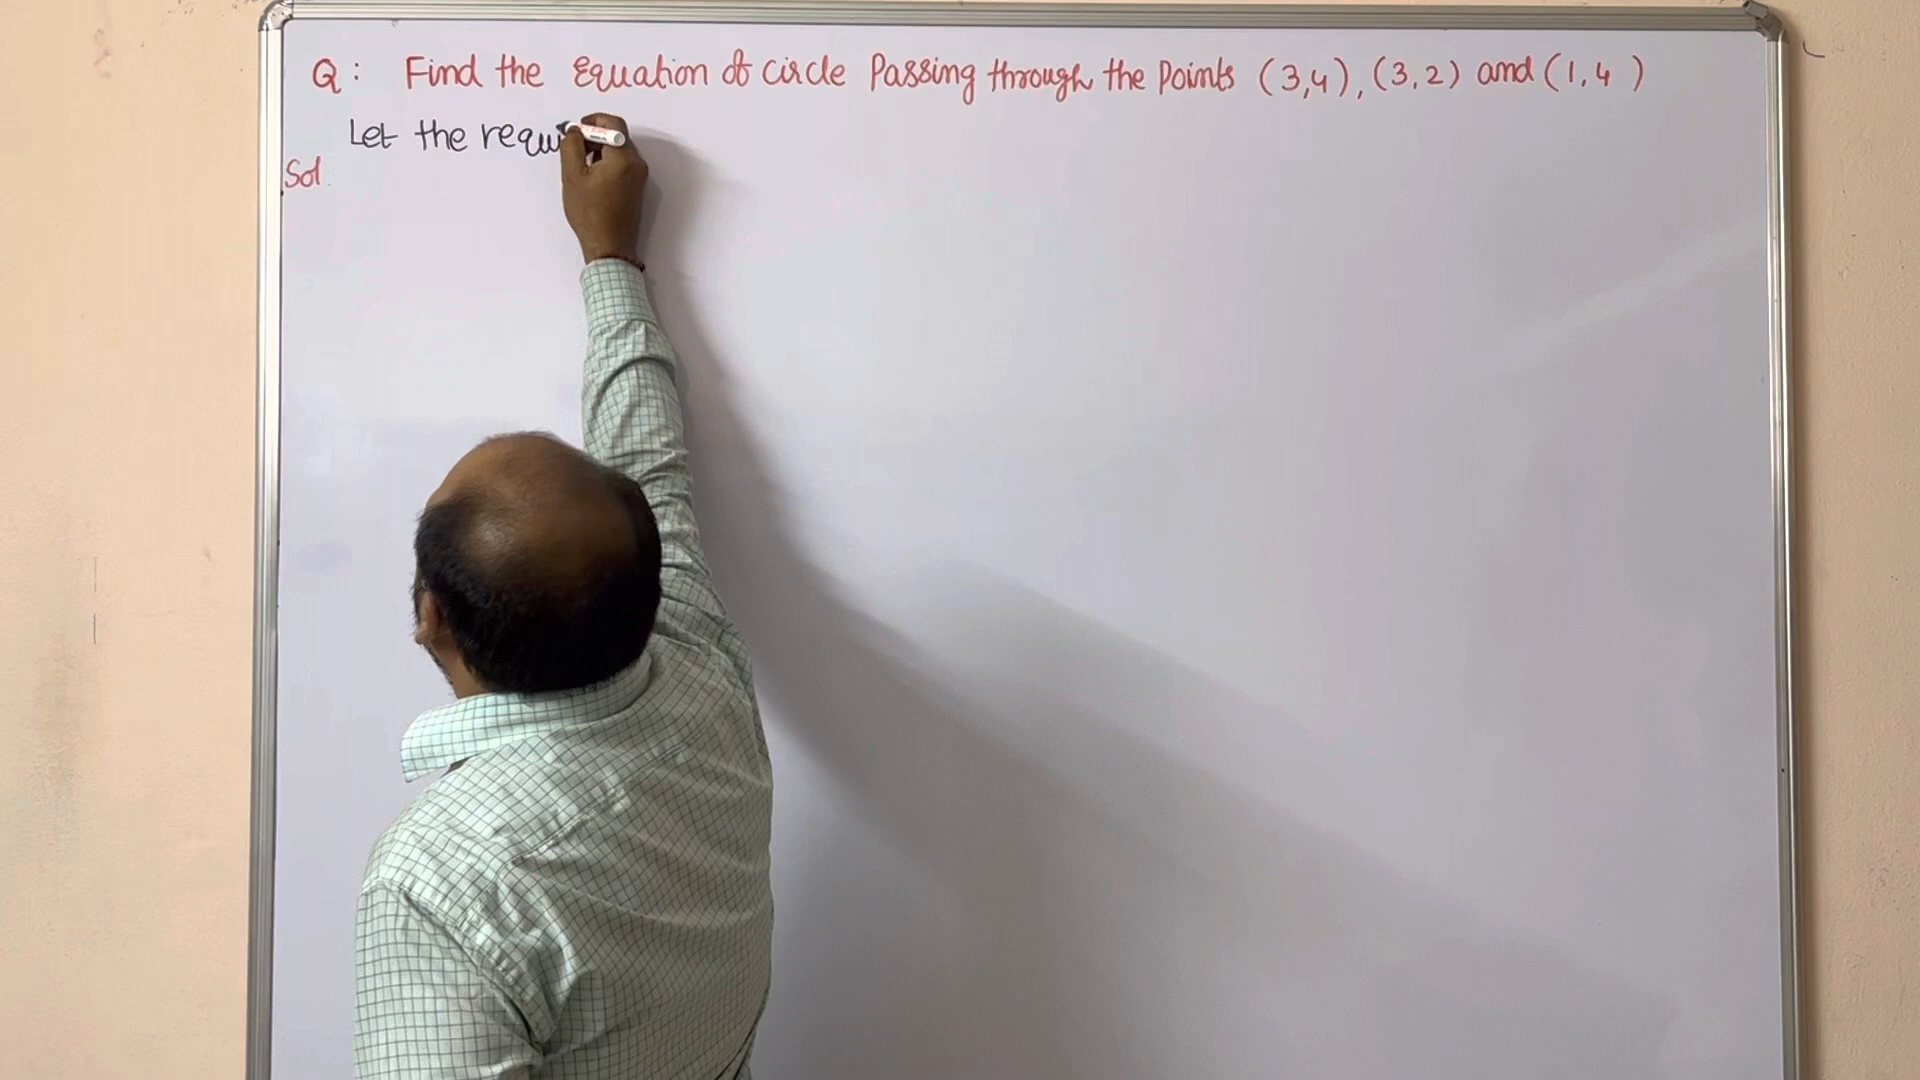 Q : Find the Equation of circle Passing through the Points (3,4), (3,2) and (1,4)
Let the requi
Sol.